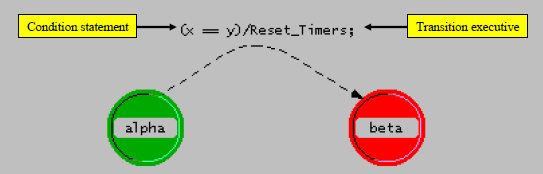 Condition statement
(x == y)/Reset_Timers;
Transition executive
alpha
beta